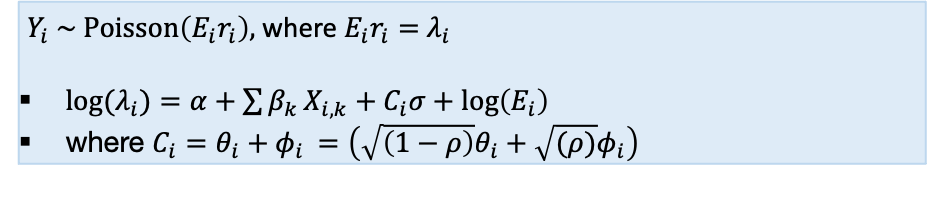 Yᵢ ~ Poisson(Eᵢrᵢ), where Eᵢrᵢ = λᵢ
▪ log(λᵢ) = α + ∑ βₖ Xᵢ,ₖ + Cᵢσ + log(Eᵢ)
▪ where Cᵢ = θᵢ + ϕᵢ = (√(1 − ρ)θᵢ + √(ρ)ϕᵢ)